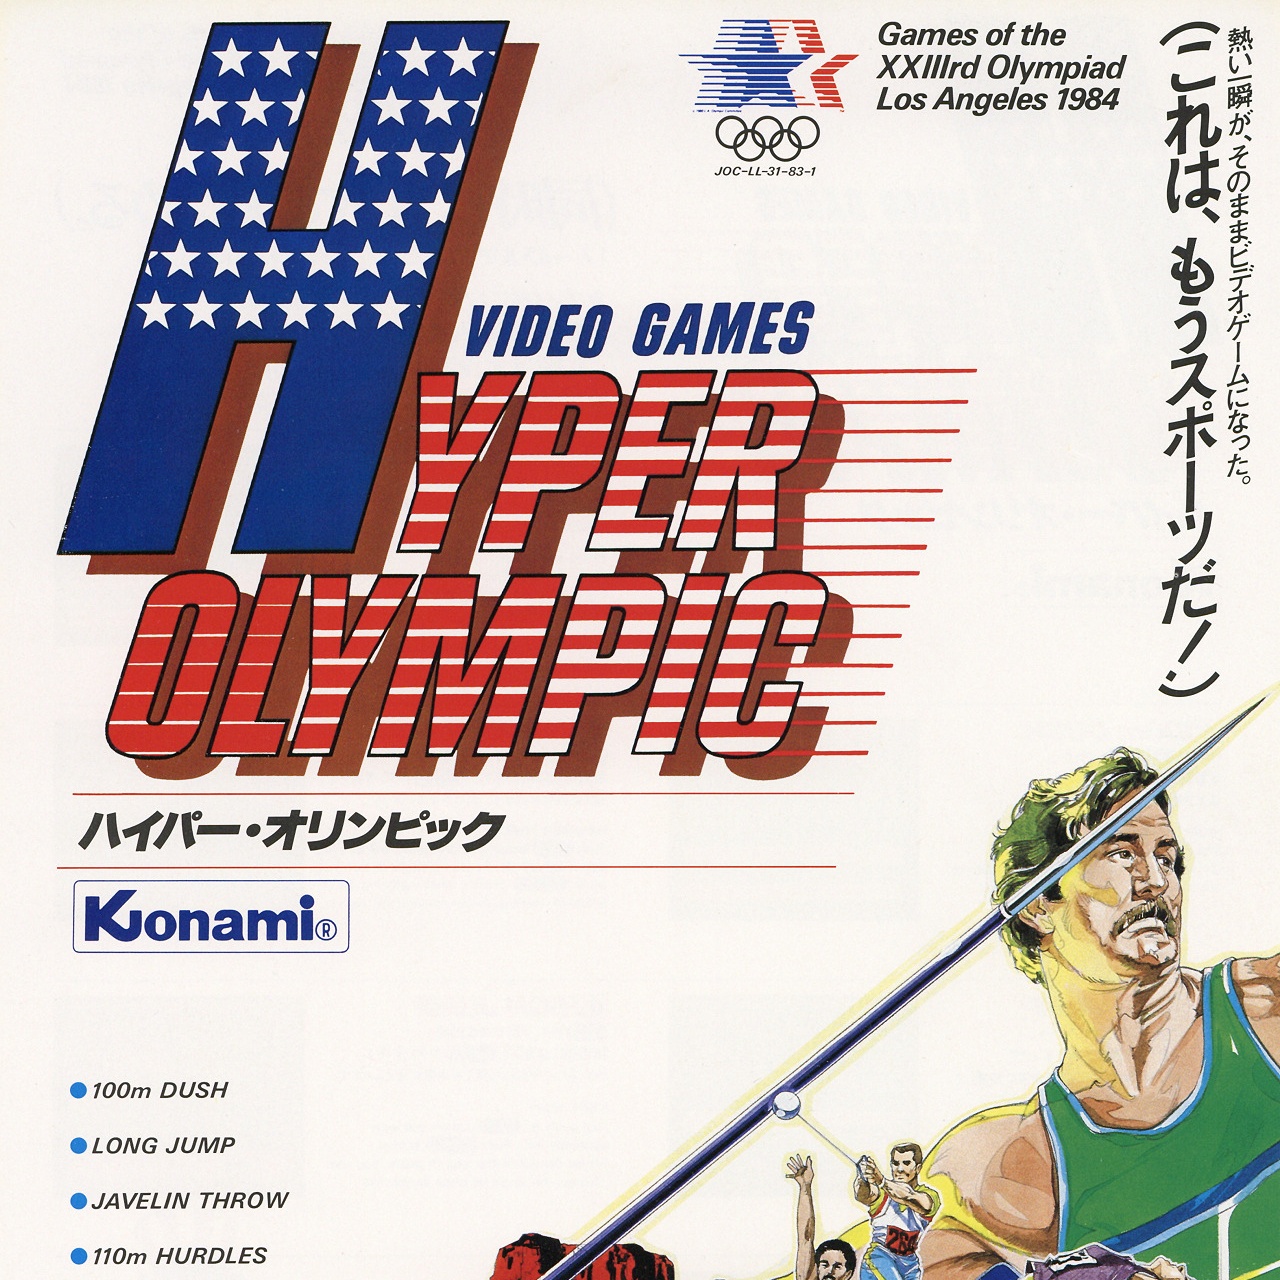 Games of the
XXIIIrd Olympiad
Los Angeles 1984
JOC-LL-31-83-1
熱い一瞬が、そのままビデオゲームになった。
(これは、もうスポーツだ!)
VIDEO GAMES
HYPER
OLYMPIC
ハイパー・オリンピック
Konami®
100m DUSH
LONG JUMP
JAVELIN THROW
110m HURDLES